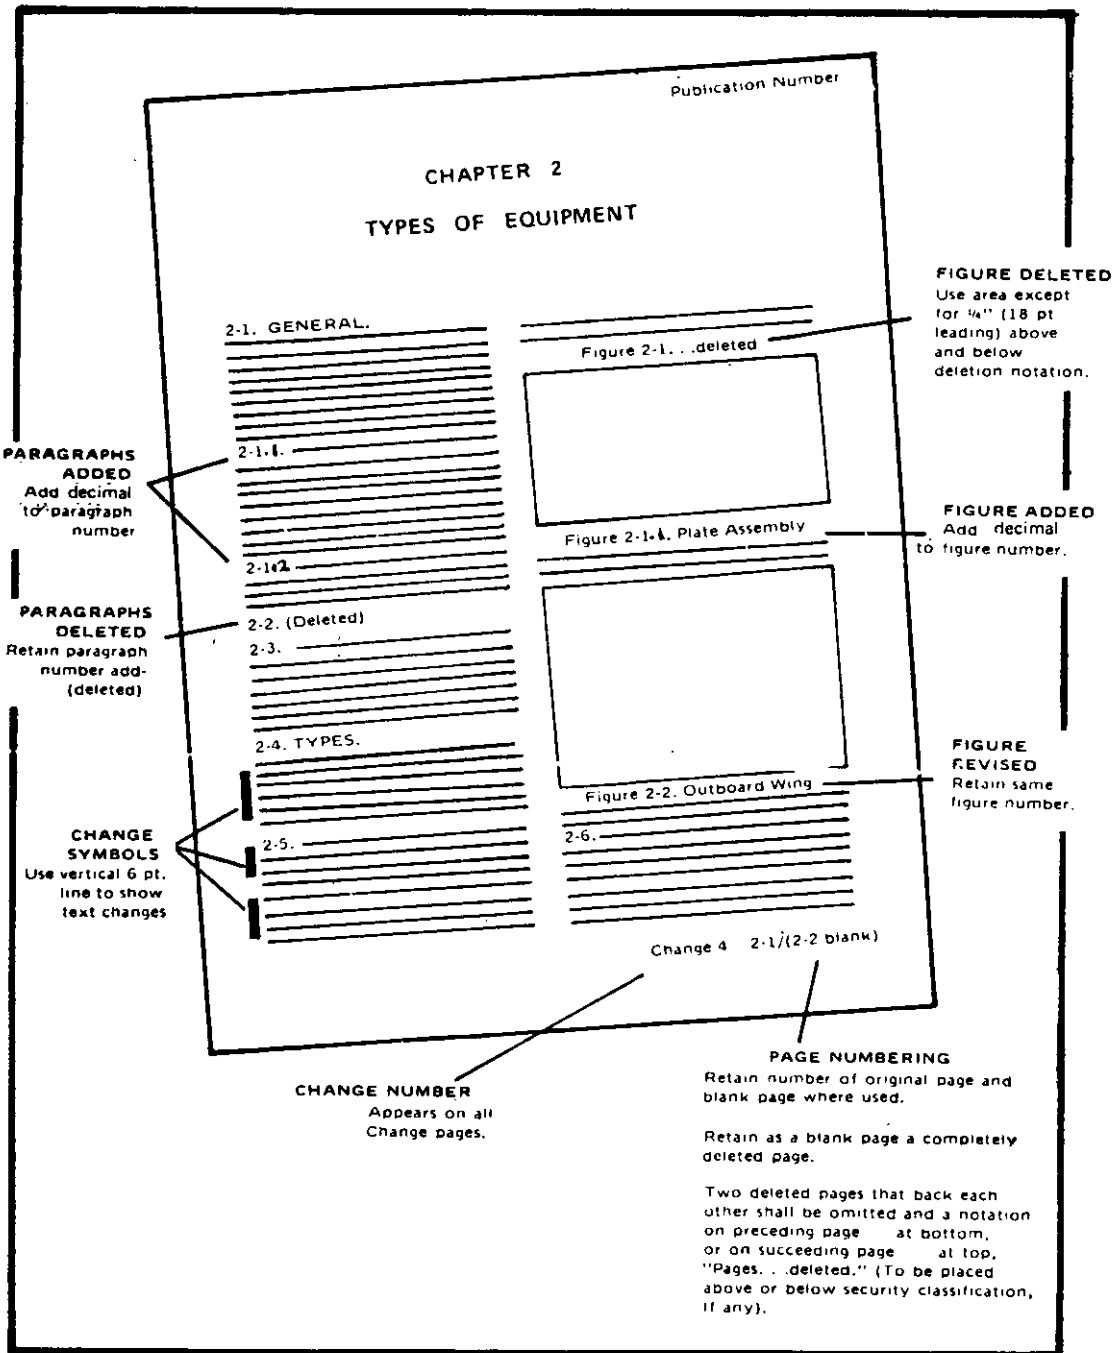 Publication Number
CHAPTER 2
TYPES OF EQUIPMENT
2-1. GENERAL.
2-1.1.
2-1.2
2-2. (Deleted)
2-3.
2-4. TYPES.
2-5.
Figure 2-1. . .deleted
Figure 2-1.1. Plate Assembly
Figure 2-2. Outboard Wing
2-6.
Change 4 2-1/(2-2 blank)
PARAGRAPHS
ADDED
Add decimal
to paragraph
number
PARAGRAPHS
DELETED
Retain paragraph
number add-
(deleted)
CHANGE
SYMBOLS
Use vertical 6 pt.
line to show
text changes
FIGURE DELETED
Use area except
for ¼" (18 pt
leading) above
and below
deletion notation.
FIGURE ADDED
Add decimal
to figure number.
FIGURE
REVISED
Retain same
figure number.
CHANGE NUMBER
Appears on all
Change pages.
PAGE NUMBERING
Retain number of original page and
blank page where used.
Retain as a blank page a completely
deleted page.
Two deleted pages that back each
other shall be omitted and a notation
on preceding page at bottom,
or on succeeding page at top,
"Pages. . .deleted." (To be placed
above or below security classification,
if any).